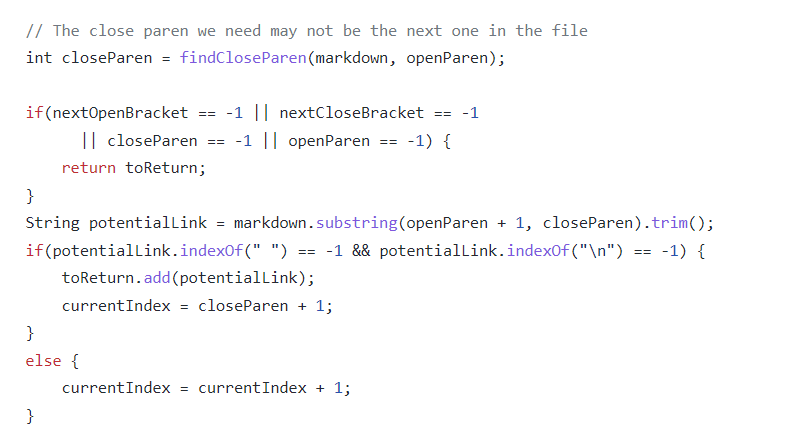 // The close paren we need may not be the next one in the file
int closeParen = findCloseParen(markdown, openParen);

if(nextOpenBracket == -1 || nextCloseBracket == -1
      || closeParen == -1 || openParen == -1) {
    return toReturn;
}
String potentialLink = markdown.substring(openParen + 1, closeParen).trim();
if(potentialLink.indexOf(" ") == -1 && potentialLink.indexOf("\n") == -1) {
    toReturn.add(potentialLink);
    currentIndex = closeParen + 1;
}
else {
    currentIndex = currentIndex + 1;
}